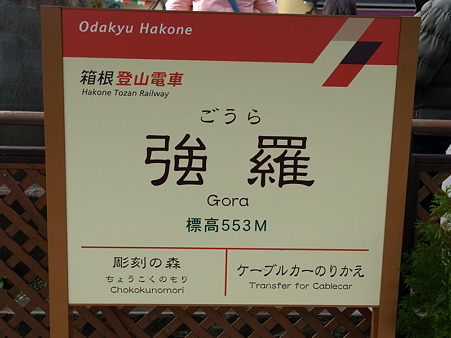 Odakyu Hakone
箱根登山電車
Hakone Tozan Railway
ごうら
強羅
Gora
標高553M
彫刻の森
ちょうこくのもり
Chokokunomori
ケーブルカーのりかえ
Transfer for Cablecar